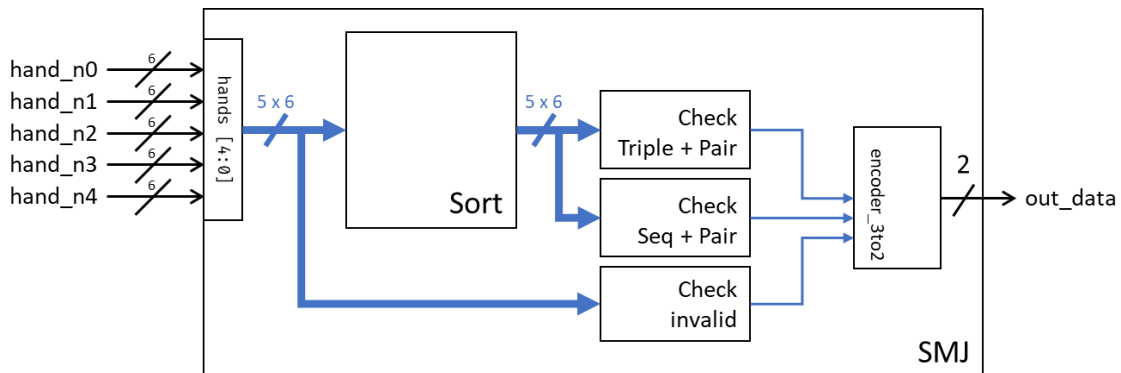 hand_n0
6
hand_n1
6
hand_n2
6
hand_n3
6
hand_n4
6
hands [4:0]
5 x 6
Sort
5 x 6
Check
Triple + Pair
Check
Seq + Pair
Check
invalid
encoder_3to2
2
out_data
SMJ